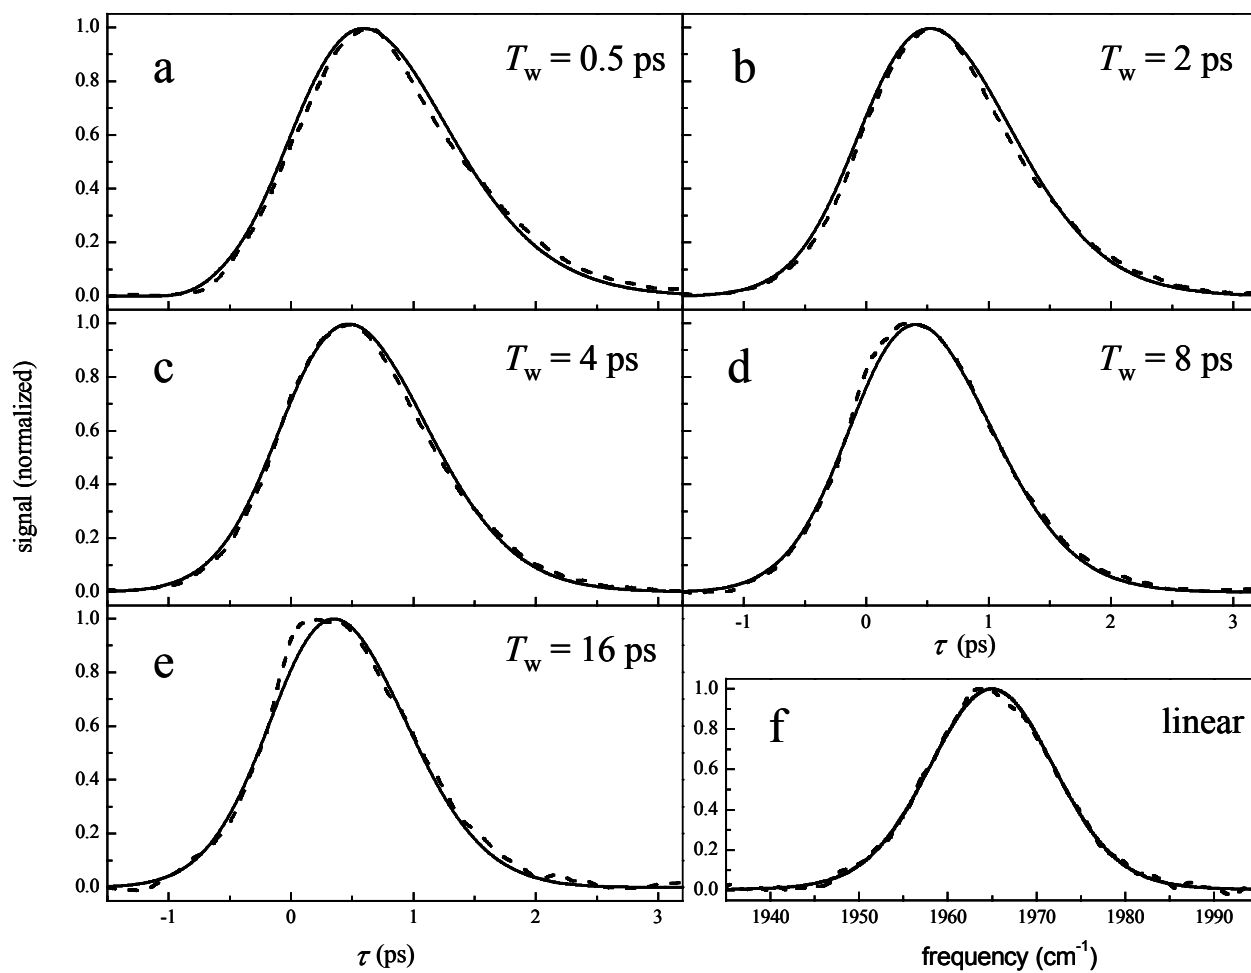 1.0
0.8
0.6
0.4
0.2
0.0
a
T_w = 0.5 ps
b
T_w = 2 ps
1.0
0.8
0.6
0.4
0.2
0.0
c
T_w = 4 ps
d
T_w = 8 ps
signal (normalized)
-1 0 1 2 3
τ (ps)
1.0
0.8
0.6
0.4
0.2
0.0
e
T_w = 16 ps
-1 0 1 2 3
τ (ps)
1.0
0.8
0.6
0.4
0.2
0.0
f
linear
1940 1950 1960 1970 1980 1990
frequency (cm⁻¹)